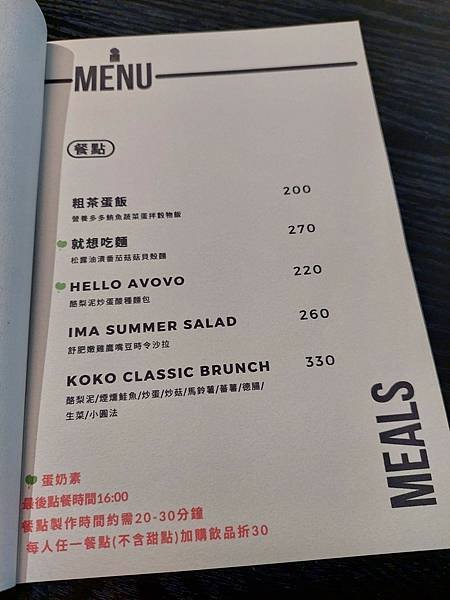 MENU
餐點
粗茶蛋飯 200
營養多多鮪魚蔬菜蛋拌穀物飯
就想吃麵 270
松露油漬番茄菇菇貝殼麵
HELLO AVOVO 220
酪梨泥炒蛋酸種麵包
IMA SUMMER SALAD 260
舒肥嫩雞鷹嘴豆時令沙拉
KOKO CLASSIC BRUNCH 330
酪梨泥/煙燻鮭魚/炒蛋/炒菇/馬鈴薯/蕃薯/德腸/
生菜/小圓法
MEALS
蛋奶素
最後點餐時間16:00
餐點製作時間約需20-30分鐘
每人任一餐點(不含甜點)加購飲品折30